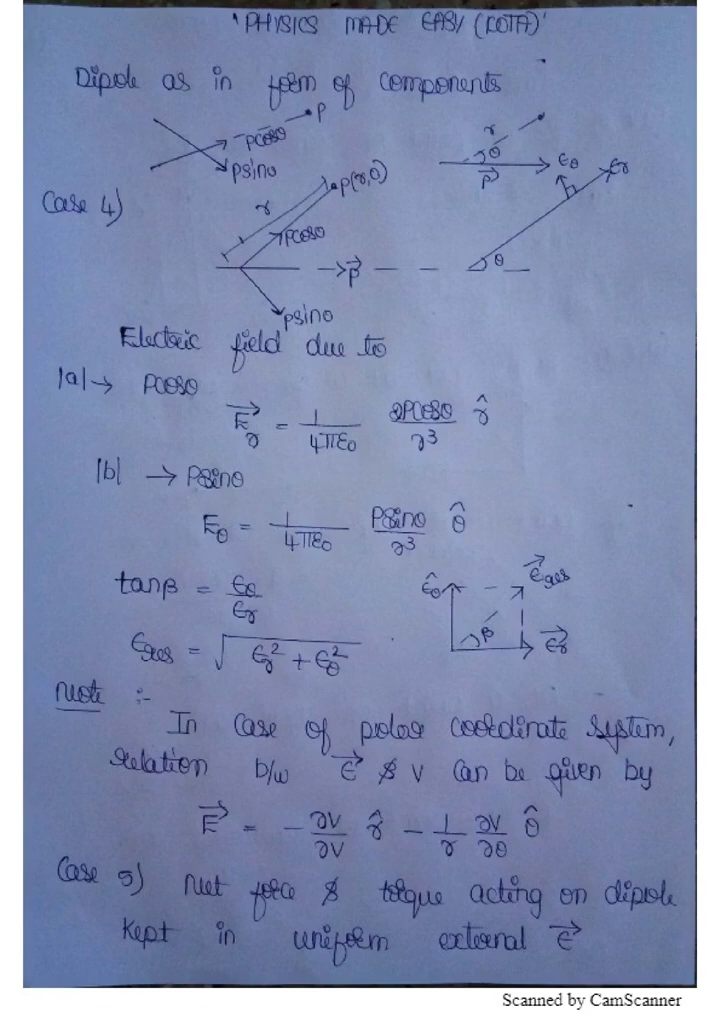 'PHYSICS MADE EASY (KOTA)'
Dipole as in form of components
P
pcosθ
psinθ
r
θ
p⃗
Case 4)
r
p(r,θ)
pcosθ
p⃗
psinθ
Eθ
Er
θ
Electric field due to
|a| → pcosθ
E⃗r = 1/4πε0 2pcosθ/r³ r̂
|b| → Psinθ
Eθ = 1/4πε0 Psinθ/r³ θ̂
tanβ = Eθ/Er
Eres = √Er² + Eθ²
Êθ
E⃗res
β
E⃗r
Note :-
In case of polar coordinate system,
relation b/w E⃗ & V can be given by
E⃗ = - ∂V/∂V r̂ - 1/r ∂V/∂θ θ̂
Case 5) Net force & torque acting on dipole
kept in uniform external E⃗
Scanned by CamScanner